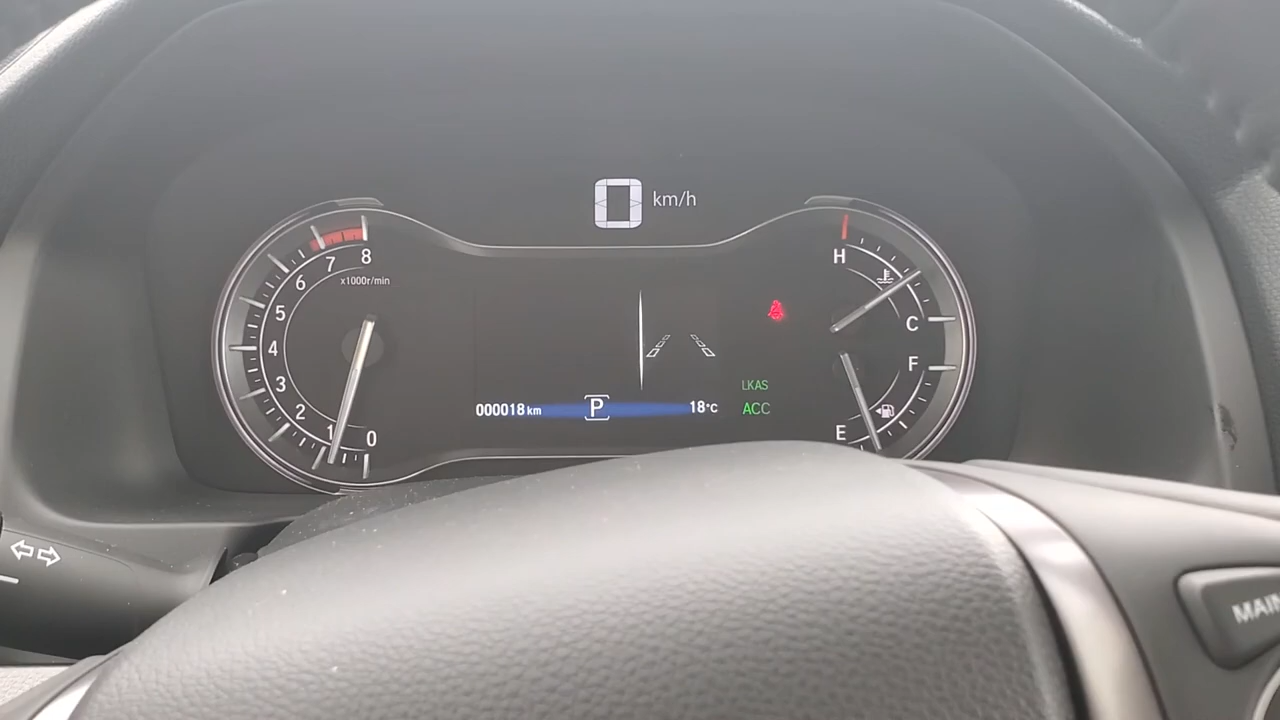 0 km/h
8
7
6
5
4
3
2
1
0
x1000r/min
H
C
F
E
LKAS
ACC
000018 km P 18°C
MAIN